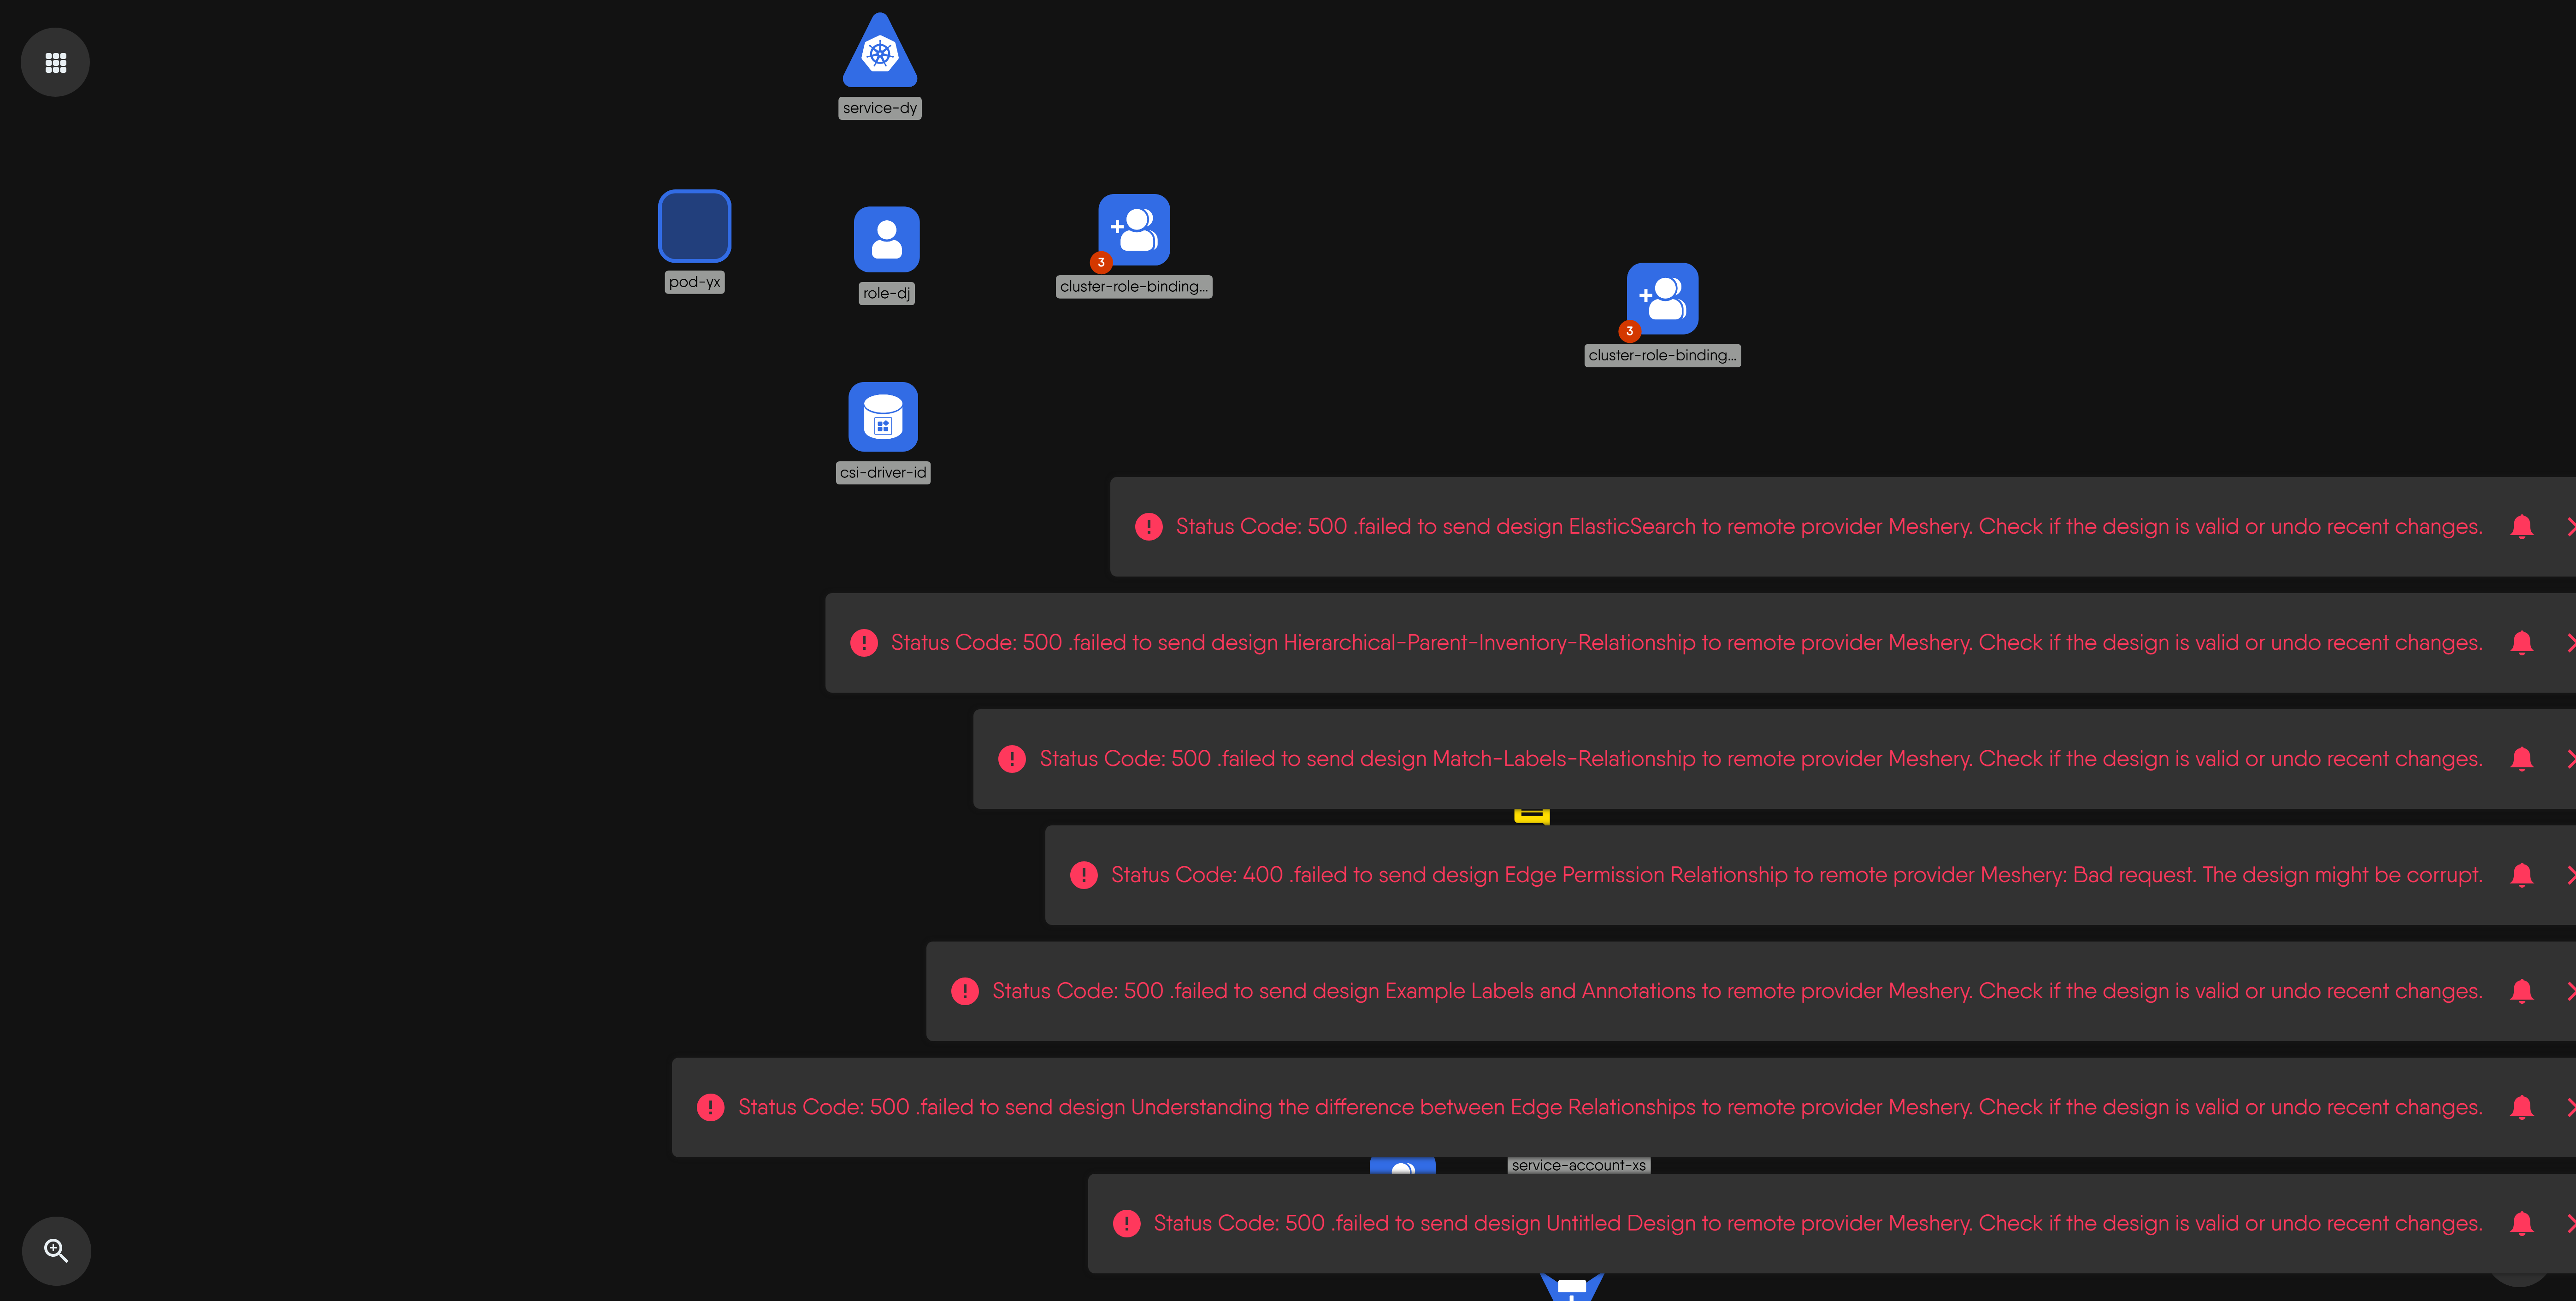 service-dy
pod-yx
role-dj
3
cluster-role-binding...
3
cluster-role-binding...
csi-driver-id
Status Code: 500 .failed to send design ElasticSearch to remote provider Meshery. Check if the design is valid or undo recent changes.
Status Code: 500 .failed to send design Hierarchical-Parent-Inventory-Relationship to remote provider Meshery. Check if the design is valid or undo recent changes.
Status Code: 500 .failed to send design Match-Labels-Relationship to remote provider Meshery. Check if the design is valid or undo recent changes.
Status Code: 400 .failed to send design Edge Permission Relationship to remote provider Meshery: Bad request. The design might be corrupt.
Status Code: 500 .failed to send design Example Labels and Annotations to remote provider Meshery. Check if the design is valid or undo recent changes.
Status Code: 500 .failed to send design Understanding the difference between Edge Relationships to remote provider Meshery. Check if the design is valid or undo recent changes.
service-account-xs
Status Code: 500 .failed to send design Untitled Design to remote provider Meshery. Check if the design is valid or undo recent changes.